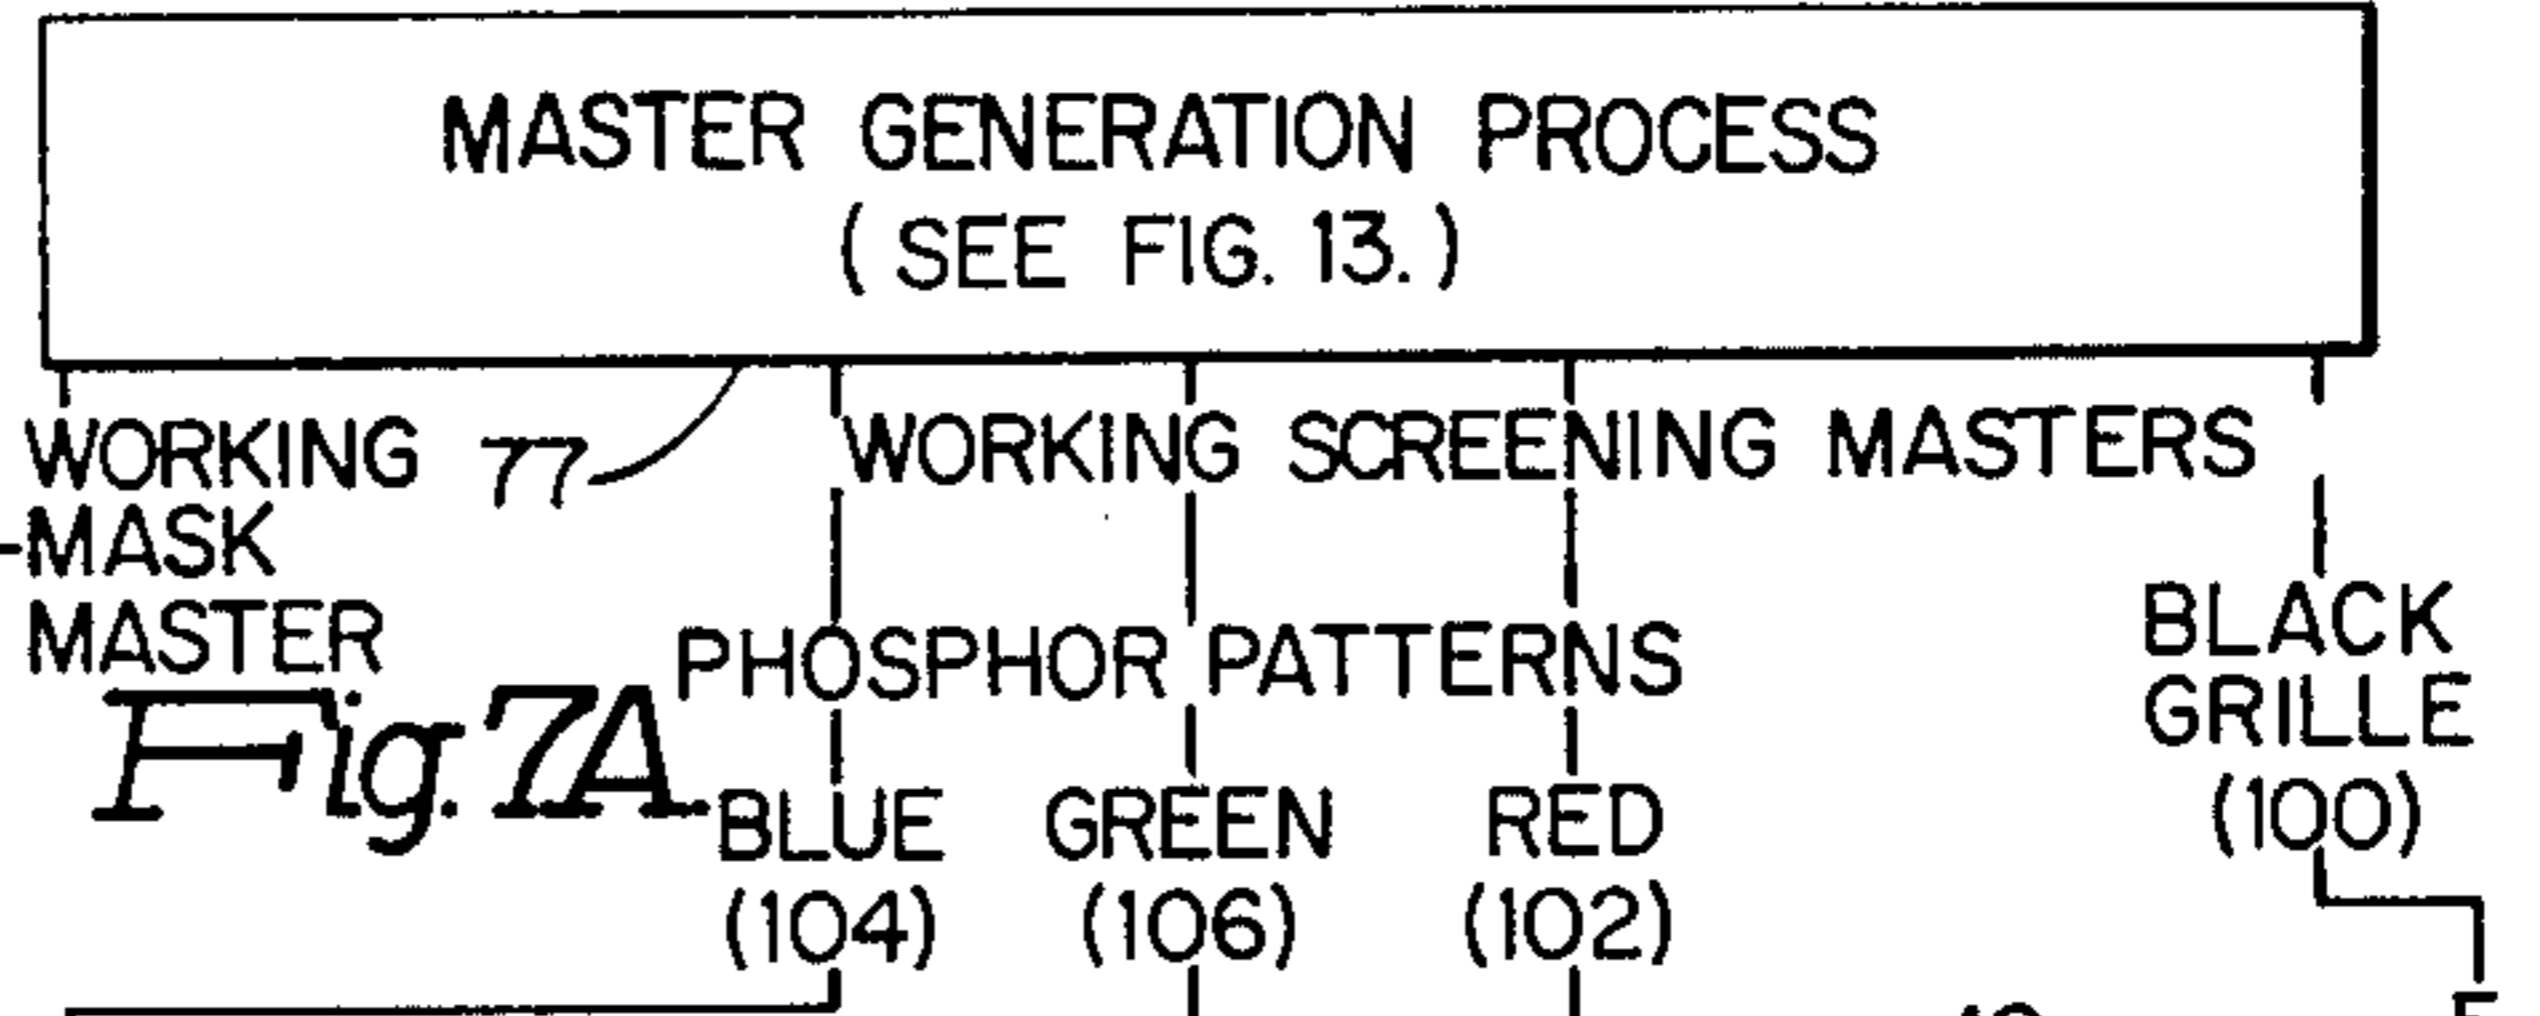 MASTER GENERATION PROCESS
(SEE FIG. 13.)
WORKING
MASK
MASTER
77
WORKING SCREENING MASTERS
PHOSPHOR PATTERNS
BLACK
GRILLE
(100)
Fig. 7A
BLUE
(104)
GREEN
(106)
RED
(102)